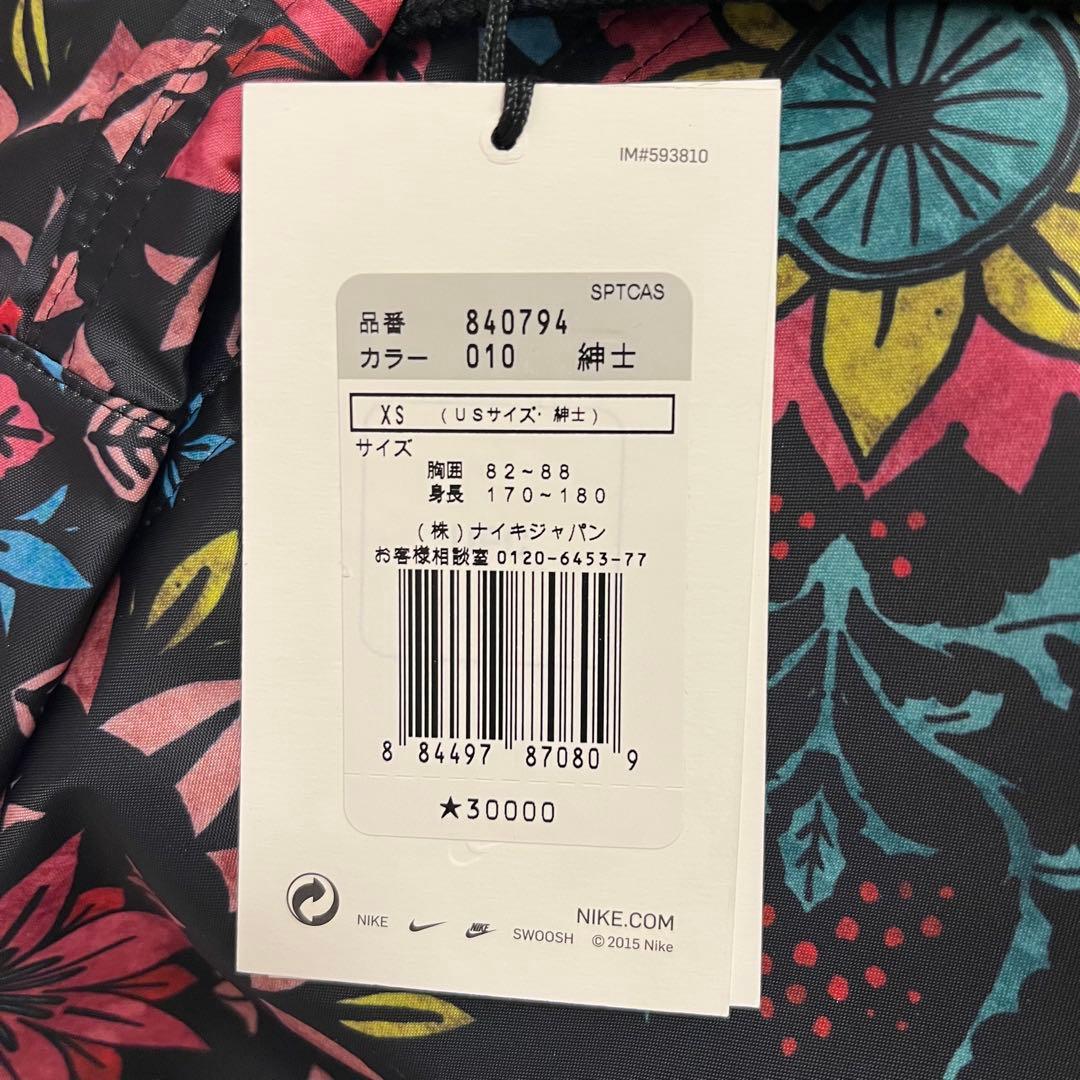 IM#593810
SPTCAS
品番 840794
カラー 010 紳士
XS (USサイズ・紳士)
サイズ
胸囲 82~88
身長 170~180
(株)ナイキジャパン
お客様相談室 0120-6453-77
8 84497 87080 9
★30000
NIKE NIKE SWOOSH
NIKE.COM
© 2015 Nike